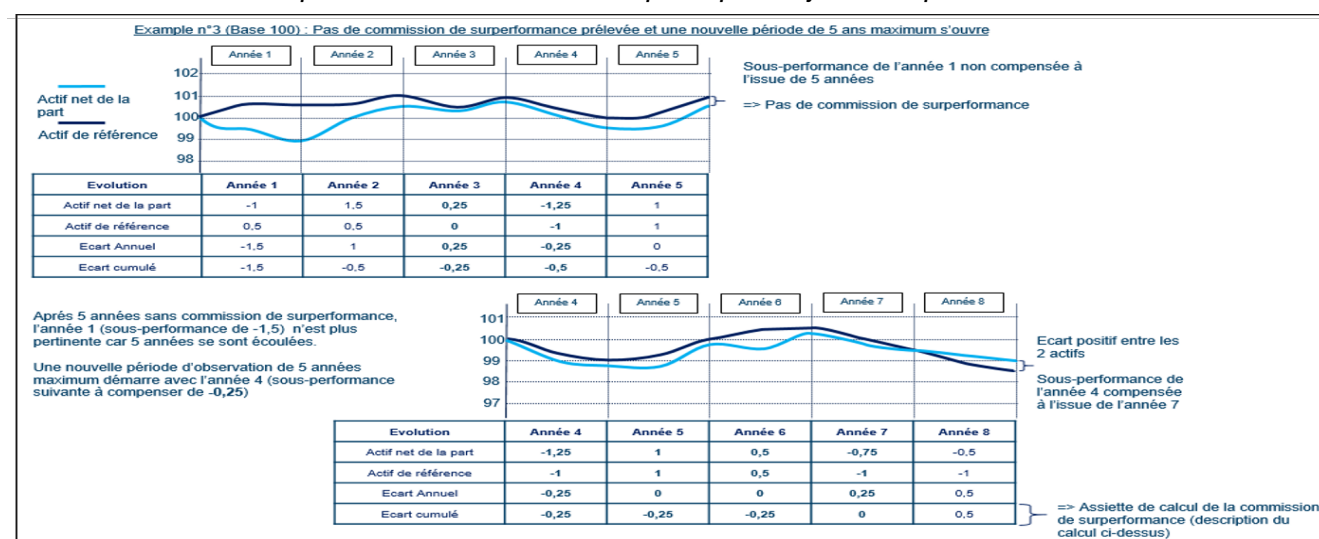 Example n°3 (Base 100) : Pas de commission de surperformance prélevée et une nouvelle période de 5 ans maximum s'ouvre
Année 1 Année 2 Année 3 Année 4 Année 5
102
101
100
99
98
Actif net de la
part
Actif de référence
Sous-performance de l'année 1 non compensée à
l'issue de 5 années
=> Pas de commission de surperformance
Evolution Année 1 Année 2 Année 3 Année 4 Année 5
Actif net de la part -1 1,5 0,25 -1,25 1
Actif de référence 0,5 0,5 0 -1 1
Ecart Annuel -1,5 1 0,25 -0,25 0
Ecart cumulé -1,5 -0,5 -0,25 -0,5 -0,5
Aprés 5 années sans commission de surperformance,
l'année 1 (sous-performance de -1,5) n'est plus
pertinente car 5 années se sont écoulées.
Une nouvelle période d'observation de 5 années
maximum démarre avec l'année 4 (sous-performance
suivante à compenser de -0,25)
Année 4 Année 5 Année 6 Année 7 Année 8
101
100
99
98
97
Ecart positif entre les
2 actifs
Sous-performance de
l'année 4 compensée
à l'issue de l'année 7
Evolution Année 4 Année 5 Année 6 Année 7 Année 8
Actif net de la part -1,25 1 0,5 -0,75 -0,5
Actif de référence -1 1 0,5 -1 -1
Ecart Annuel -0,25 0 0 0,25 0,5
Ecart cumulé -0,25 -0,25 -0,25 0 0,5
=> Assiette de calcul de la commission
de surperformance (description du
calcul ci-dessus)